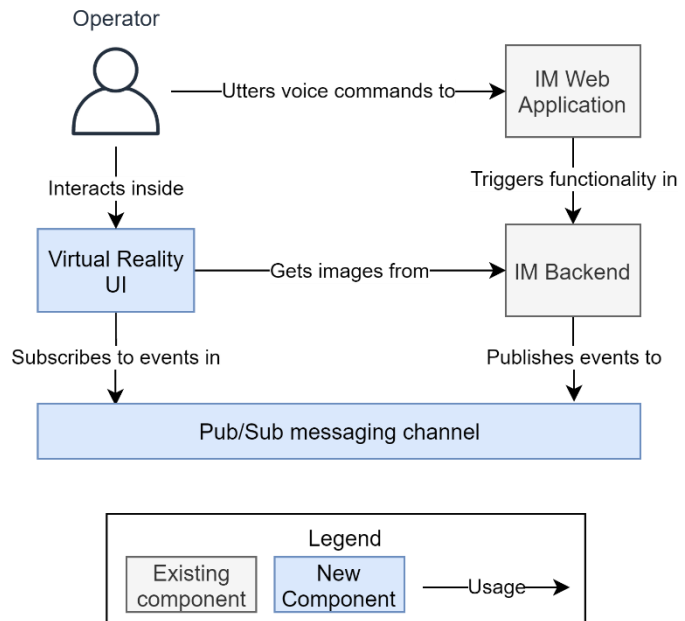 Operator
Utters voice commands to
IM Web
Application
Interacts inside
Triggers functionality in
Virtual Reality
UI
Gets images from
IM Backend
Subscribes to events in
Publishes events to
Pub/Sub messaging channel
Legend
Existing
component
New
Component
Usage